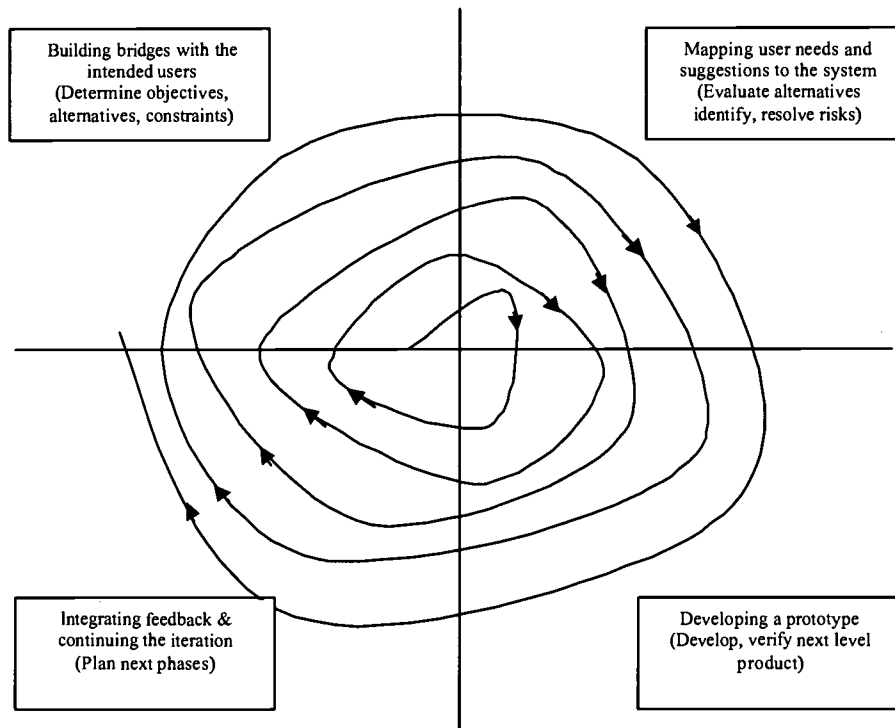 Building bridges with the
intended users
(Determine objectives,
alternatives, constraints)
Mapping user needs and
suggestions to the system
(Evaluate alternatives
identify, resolve risks)
Integrating feedback &
continuing the iteration
(Plan next phases)
Developing a prototype
(Develop, verify next level
product)